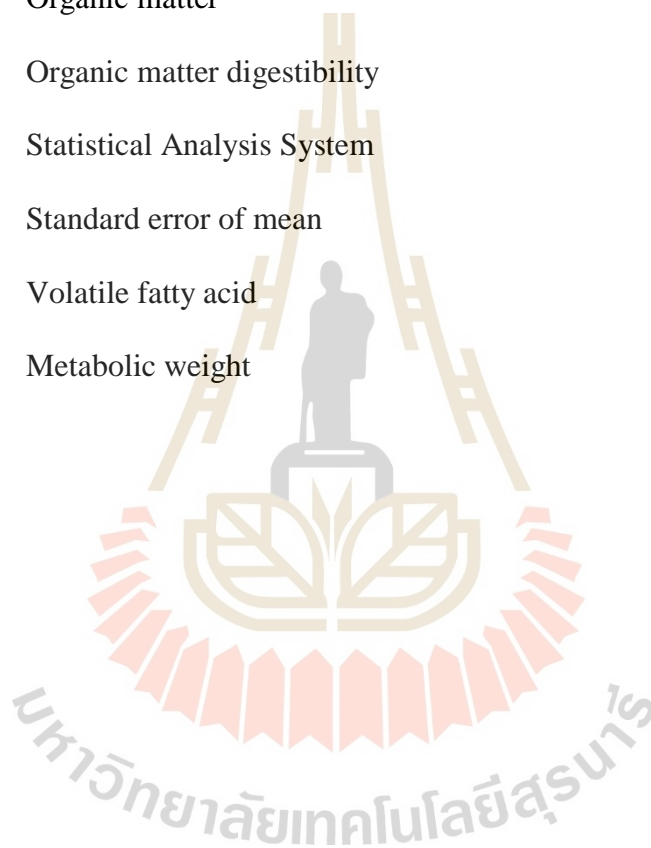 Organic matter
Organic matter digestibility
Statistical Analysis System
Standard error of mean
Volatile fatty acid
Metabolic weight
มหาวิทยาลัยเทคโนโลยีสุรนารี